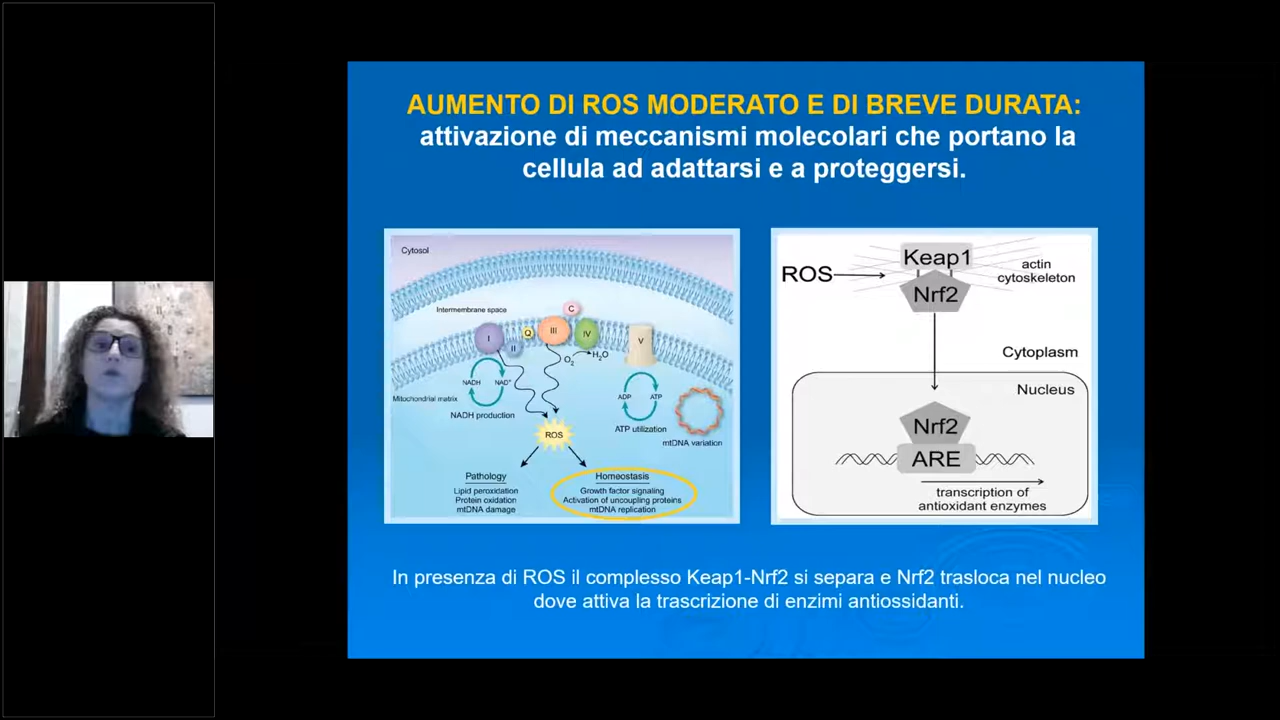 AUMENTO DI ROS MODERATO E DI BREVE DURATA:
attivazione di meccanismi molecolari che portano la
cellula ad adattarsi e a proteggersi.
Cytosol
Intermembrane space
C
I
II
Q
III
IV
V
O₂
H₂O
NADH
NAD⁺
Mitochondrial matrix
NADH production
ADP
ATP
ATP utilization
mtDNA variation
ROS
Pathology
Lipid peroxidation
Protein oxidation
mtDNA damage
Homeostasis
Growth factor signaling
Activation of uncoupling proteins
mtDNA replication
ROS
Keap1
Nrf2
actin
cytoskeleton
Cytoplasm
Nucleus
Nrf2
ARE
transcription of
antioxidant enzymes
In presenza di ROS il complesso Keap1-Nrf2 si separa e Nrf2 trasloca nel nucleo
dove attiva la trascrizione di enzimi antiossidanti.